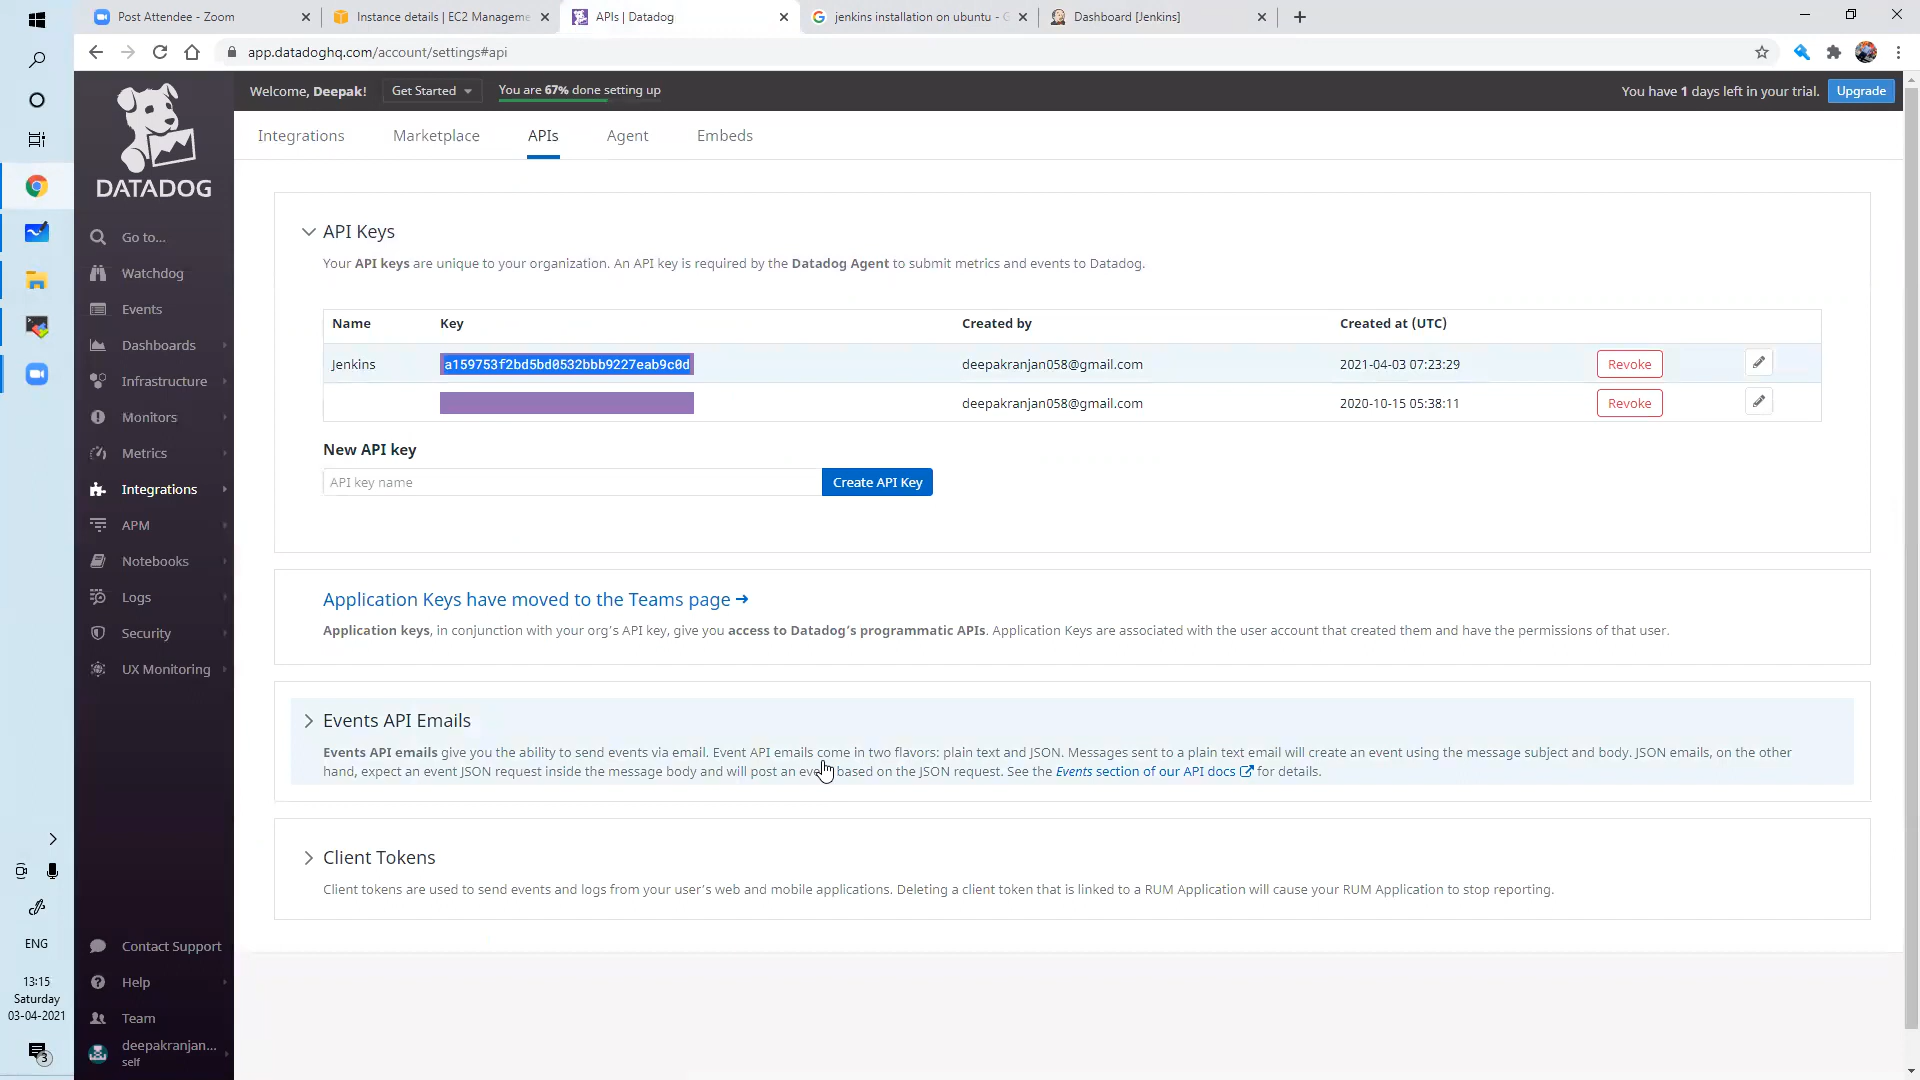 Post Attendee - Zoom
Instance details | EC2 Manageme
APIs | Datadog
jenkins installation on ubuntu - G
Dashboard [Jenkins]
app.datadoghq.com/account/settings#api
Welcome, Deepak!
Get Started
You are 67% done setting up
You have 1 days left in your trial.
Upgrade
DATADOG
Integrations
Marketplace
APIs
Agent
Embeds
Go to...
Watchdog
Events
Dashboards
Infrastructure
Monitors
Metrics
Integrations
APM
Notebooks
Logs
Security
UX Monitoring
Contact Support
Help
Team
deepakranjan...
self
API Keys
Your API keys are unique to your organization. An API key is required by the Datadog Agent to submit metrics and events to Datadog.
Name Key Created by Created at (UTC)
Jenkins a159753f2bd5bd0532bbb9227eab9c0d deepakranjan058@gmail.com 2021-04-03 07:23:29 Revoke
deepakranjan058@gmail.com 2020-10-15 05:38:11 Revoke
New API key
API key name
Create API Key
Application Keys have moved to the Teams page
Application keys, in conjunction with your org's API key, give you access to Datadog's programmatic APIs. Application Keys are associated with the user account that created them and have the permissions of that user.
Events API Emails
Events API emails give you the ability to send events via email. Event API emails come in two flavors: plain text and JSON. Messages sent to a plain text email will create an event using the message subject and body. JSON emails, on the other
hand, expect an event JSON request inside the message body and will post an event based on the JSON request. See the Events section of our API docs for details.
Client Tokens
Client tokens are used to send events and logs from your user's web and mobile applications. Deleting a client token that is linked to a RUM Application will cause your RUM Application to stop reporting.
ENG
13:15
Saturday
03-04-2021
3